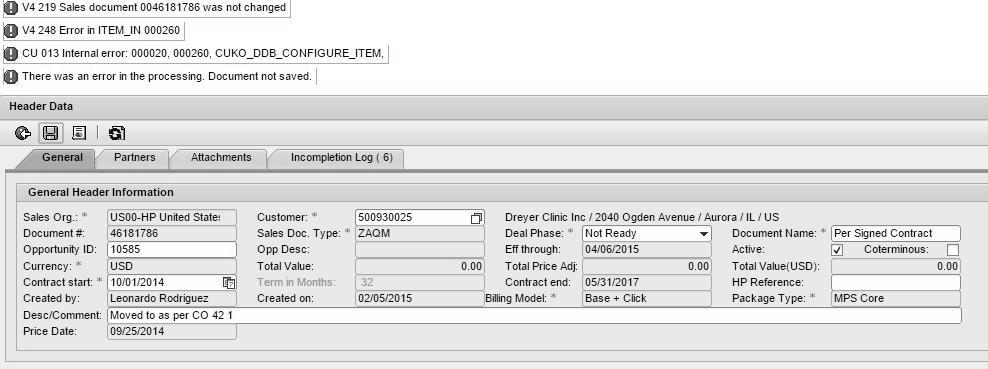 V4 219 Sales document 0046181786 was not changed
V4 248 Error in ITEM_IN 000260
CU 013 Internal error: 000020, 000260, CUKO_DDB_CONFIGURE_ITEM,
There was an error in the processing. Document not saved.
Header Data
General Partners Attachments Incompletion Log ( 6)
General Header Information
Sales Org.: * US00-HP United States Customer: * 500930025 Dreyer Clinic Inc / 2040 Ogden Avenue / Aurora / IL / US
Document #: 46181786 Sales Doc. Type: * ZAQM Deal Phase: * Not Ready Document Name: * Per Signed Contract
Opportunity ID: 10585 Opp Desc: Eff through: 04/06/2015 Active: Coterminous:
Currency: * USD Total Value: 0.00 Total Price Adj: 0.00 Total Value(USD): 0.00
Contract start: * 10/01/2014 Term in Months: 32 Contract end: 05/31/2017 HP Reference:
Created by: Leonardo Rodriguez Created on: 02/05/2015 Billing Model: * Base + Click Package Type: * MPS Core
Desc/Comment: Moved to as per CO 42 1
Price Date: 09/25/2014